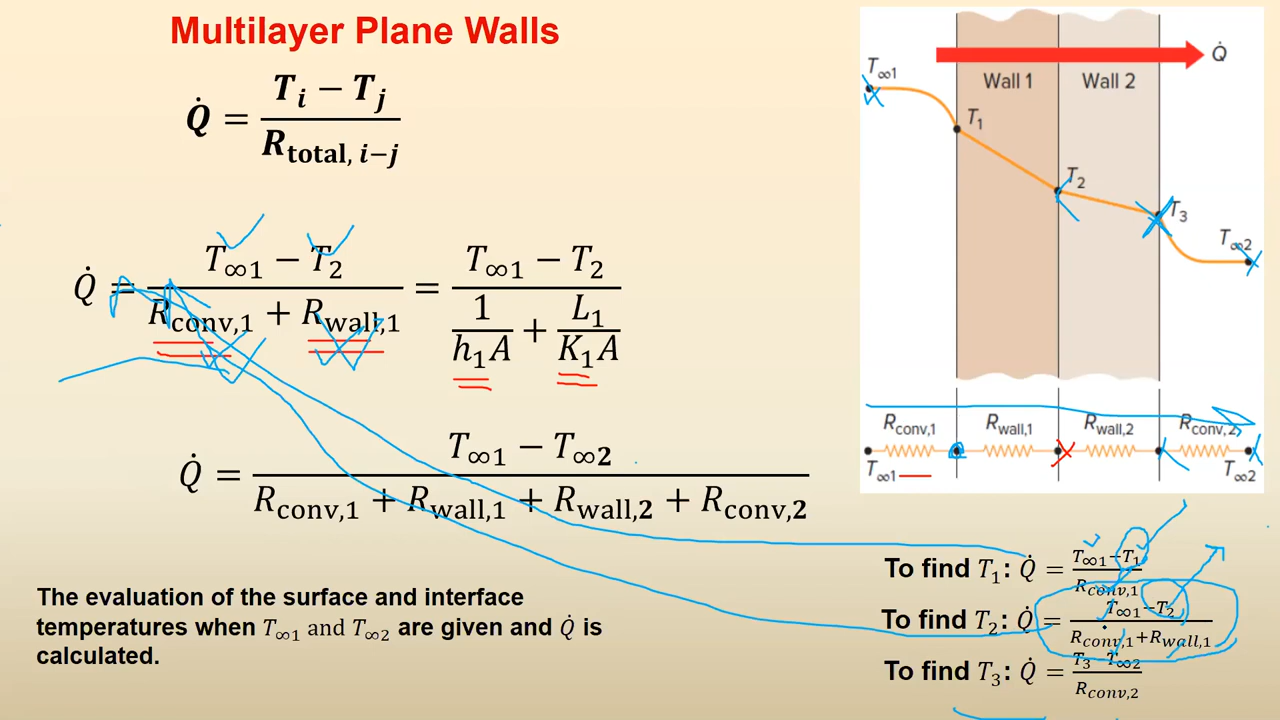 Multilayer Plane Walls
Q̇ = (T_i − T_j) / R_total, i−j
Q̇ = (T_∞1 − T_2) / (R_conv,1 + R_wall,1) = (T_∞1 − T_2) / (1/(h_1 A) + L_1/(K_1 A))
Q̇ = (T_∞1 − T_∞2) / (R_conv,1 + R_wall,1 + R_wall,2 + R_conv,2)
The evaluation of the surface and interface
temperatures when T_∞1 and T_∞2 are given and Q̇ is
calculated.
Q̇
T_∞1
Wall 1
Wall 2
T_1
T_2
T_3
T_∞2
R_conv,1
R_wall,1
R_wall,2
R_conv,2
T_∞1
T_∞2
To find T_1: Q̇ = (T_∞1 − T_1) / R_conv,1
To find T_2: Q̇ = (T_∞1 − T_2) / (R_conv,1 + R_wall,1)
To find T_3: Q̇ = (T_3 − T_∞2) / R_conv,2